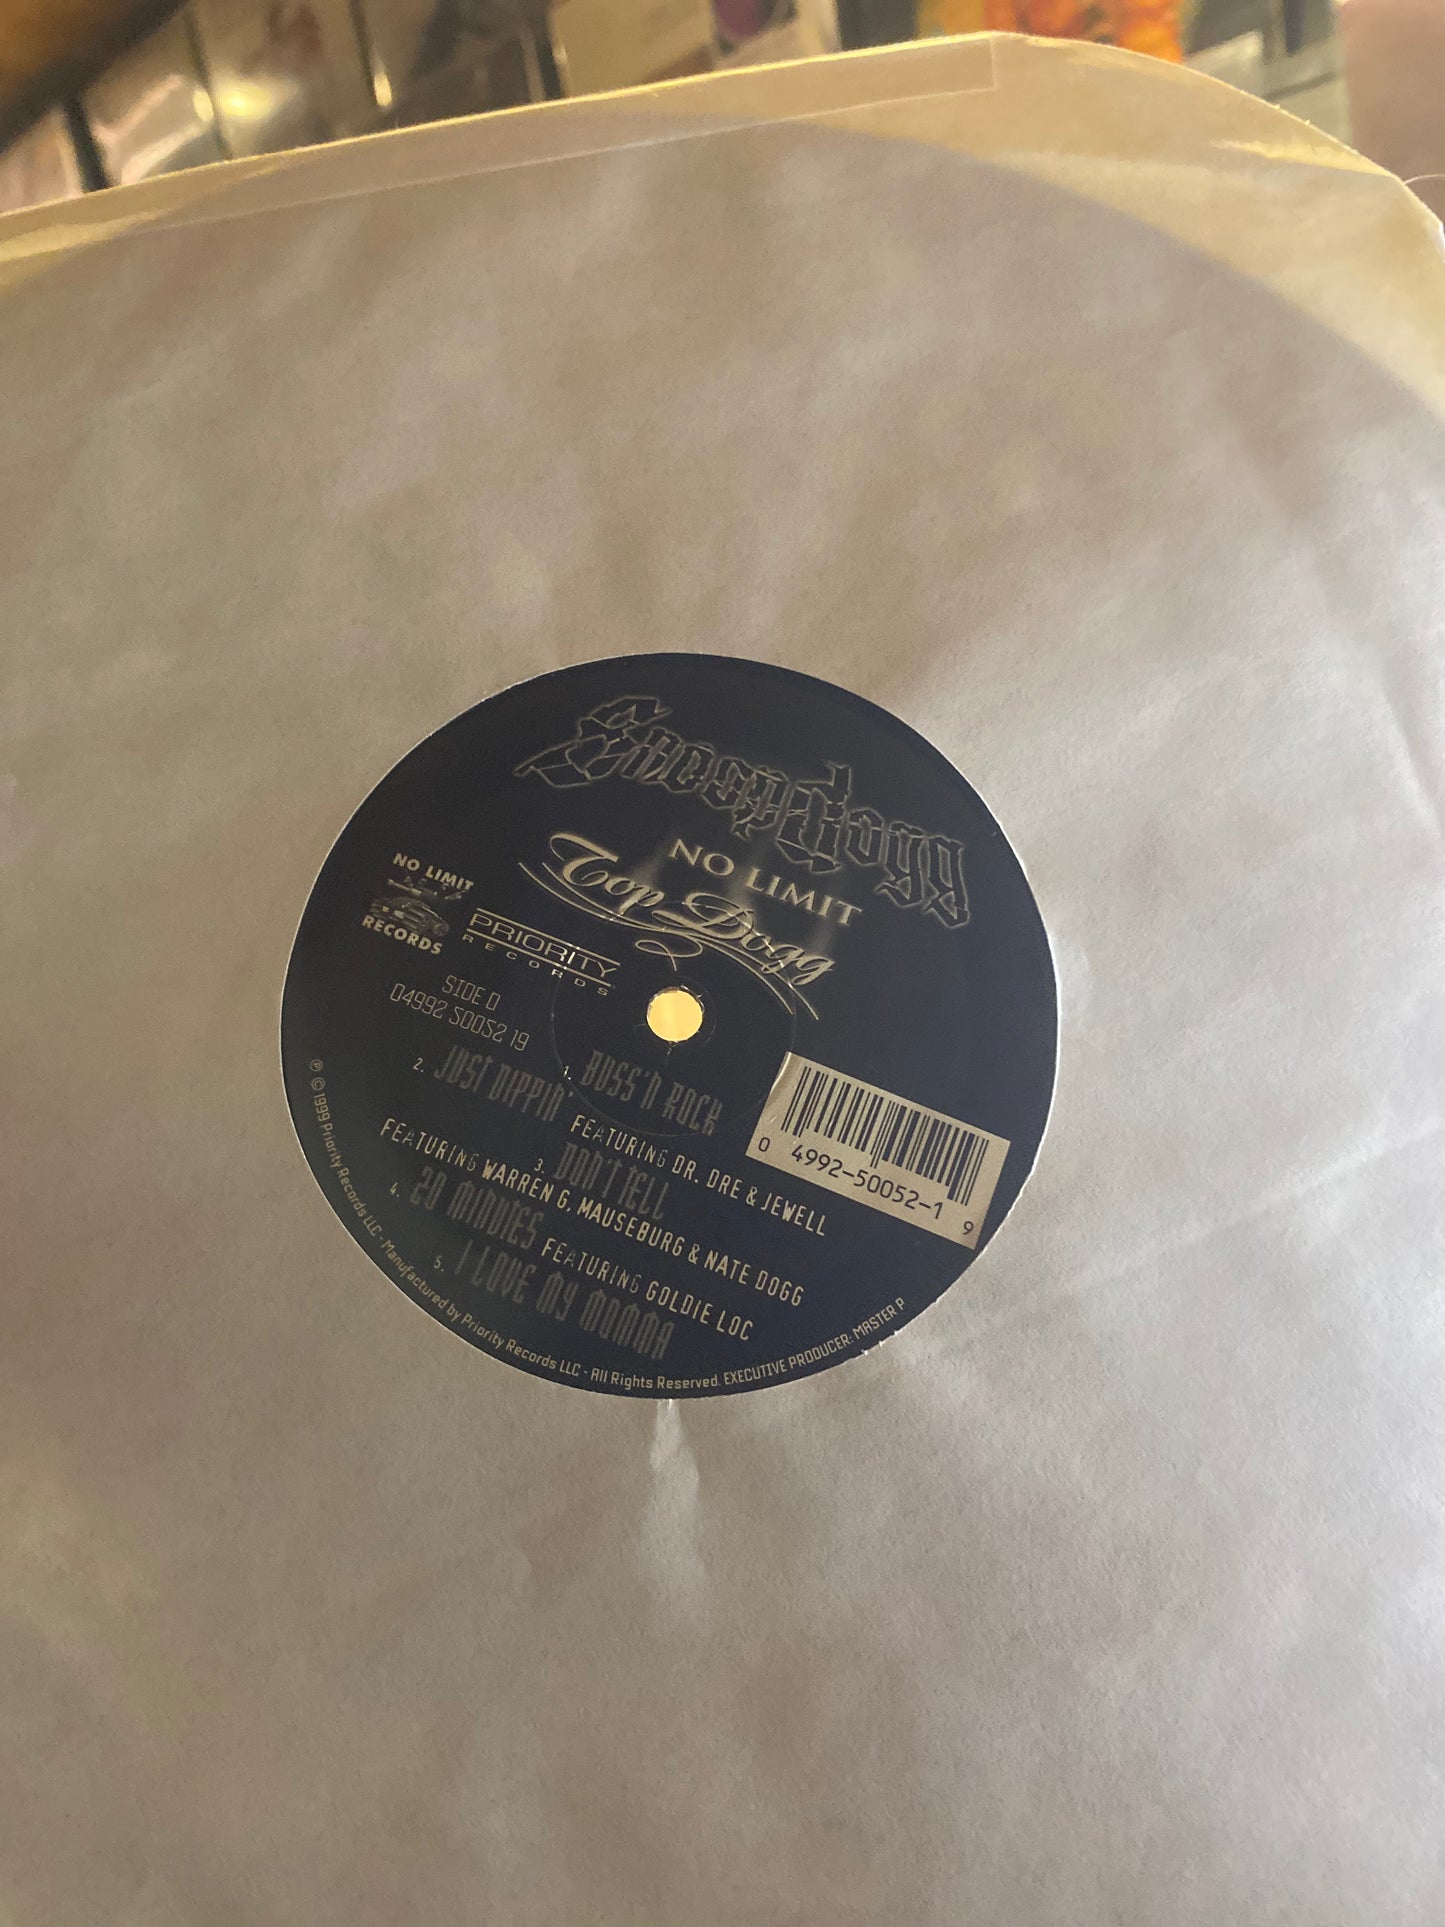 Snoop Dogg
NO LIMIT
Top Dogg
NO LIMIT
RECORDS
PRIORITY
RECORDS
SIDE D
04992 50052 19
1. BUSS'N ROCK
2. JUST DIPPIN' FEATURING DR. DRE & JEWELL
3. DON'T TELL
FEATURING WARREN G, MAUSEBURG & NATE DOGG
4. 20 MINUTES FEATURING GOLDIE LOC
5. I LOVE MY MOMMA
0 4992-50052-1 9
℗ ©1999 Priority Records LLC - Manufactured by Priority Records LLC - All Rights Reserved. EXECUTIVE PRODUCER: MASTER P